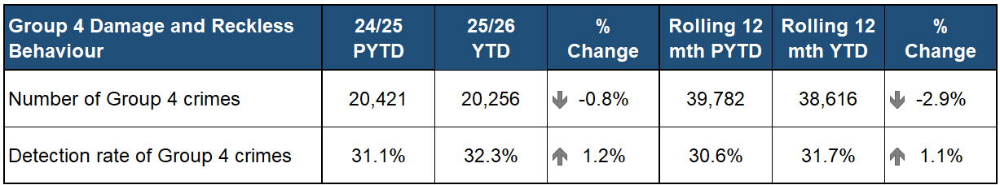 Group 4 Damage and Reckless Behaviour 24/25 PYTD 25/26 YTD % Change Rolling 12 mth PYTD Rolling 12 mth YTD % Change
Number of Group 4 crimes 20,421 20,256 -0.8% 39,782 38,616 -2.9%
Detection rate of Group 4 crimes 31.1% 32.3% 1.2% 30.6% 31.7% 1.1%